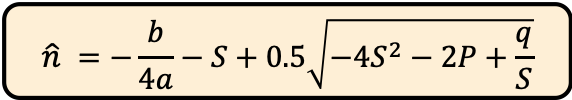 n̂ = −b/4a − S + 0.5√(−4S² − 2P + q/S)